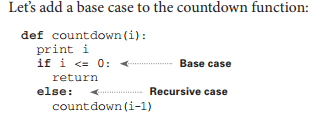 Let's add a base case to the countdown function:
def countdown(i):
print i
if i <= 0: Base case
return
else: Recursive case
countdown(i-1)